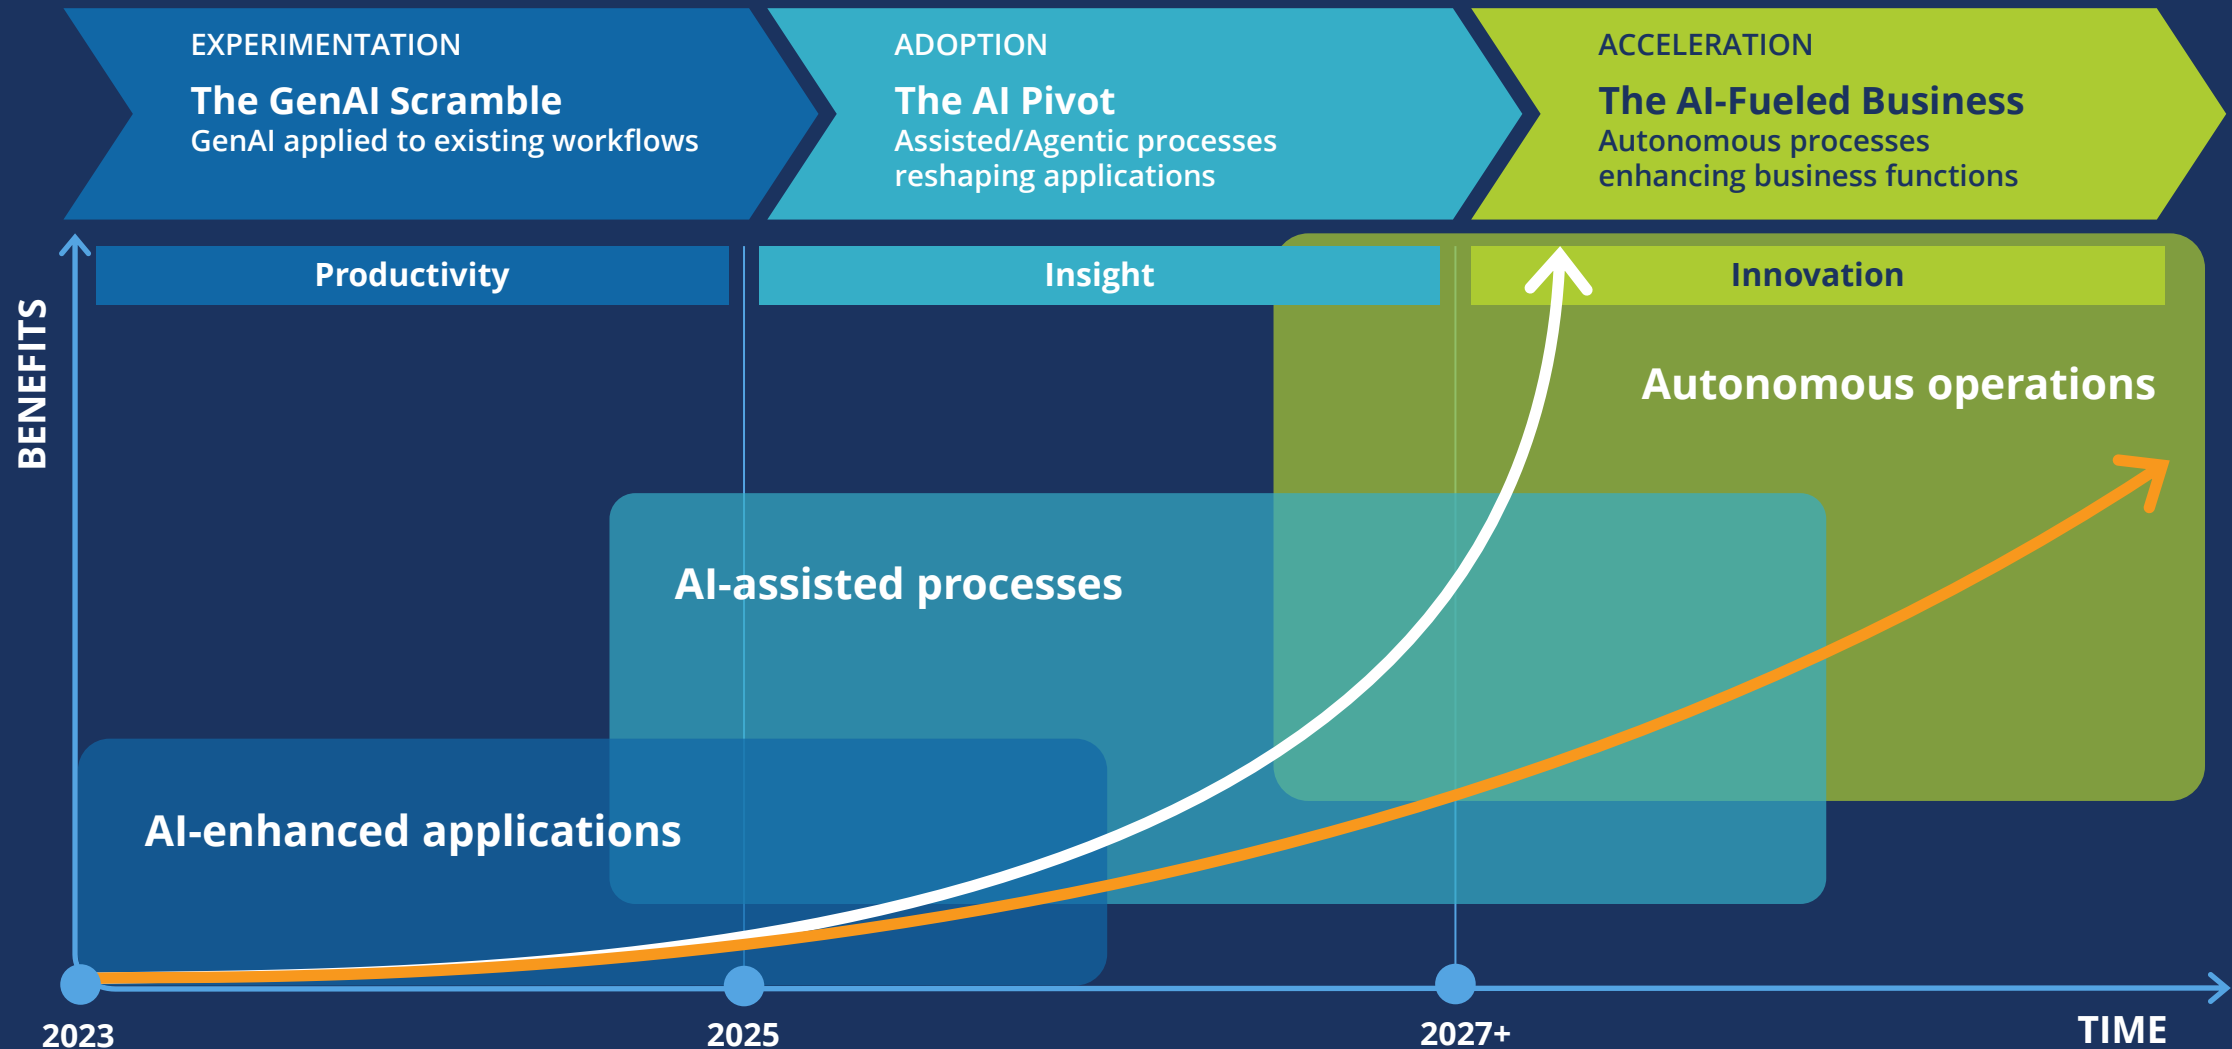 EXPERIMENTATION
The GenAI Scramble
GenAI applied to existing workflows
ADOPTION
The AI Pivot
Assisted/Agentic processes
reshaping applications
ACCELERATION
The AI-Fueled Business
Autonomous processes
enhancing business functions
Productivity
Insight
Innovation
BENEFITS
Autonomous operations
AI-assisted processes
AI-enhanced applications
2023
2025
2027+
TIME